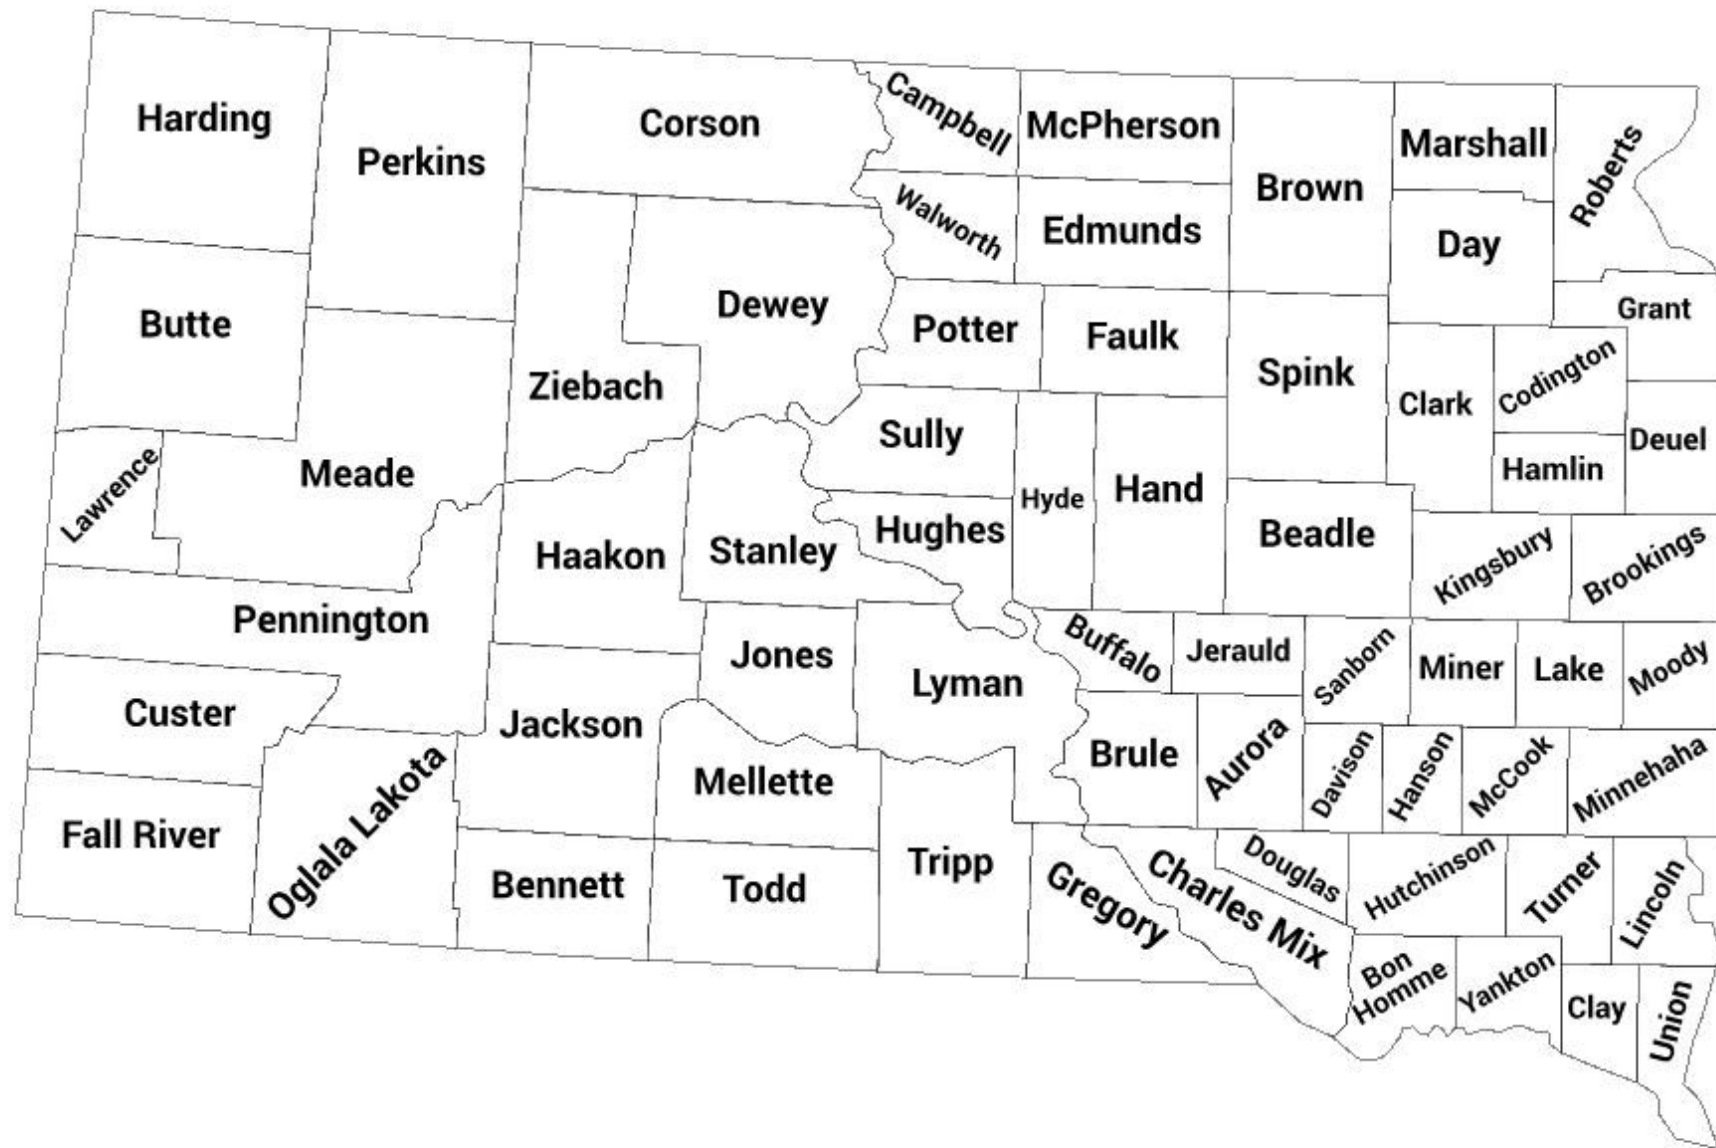 Harding
Perkins
Corson
Campbell
McPherson
Brown
Marshall
Roberts
Walworth
Edmunds
Day
Butte
Dewey
Potter
Faulk
Spink
Grant
Ziebach
Clark
Codington
Sully
Deuel
Lawrence
Meade
Hyde
Hand
Hamlin
Haakon
Stanley
Hughes
Beadle
Kingsbury
Brookings
Pennington
Jones
Lyman
Buffalo
Jerauld
Sanborn
Miner
Lake
Moody
Custer
Jackson
Mellette
Brule
Aurora
Davison
Hanson
McCook
Minnehaha
Fall River
Oglala Lakota
Bennett
Todd
Tripp
Gregory
Charles Mix
Douglas
Hutchinson
Turner
Lincoln
Bon
Homme
Yankton
Clay
Union